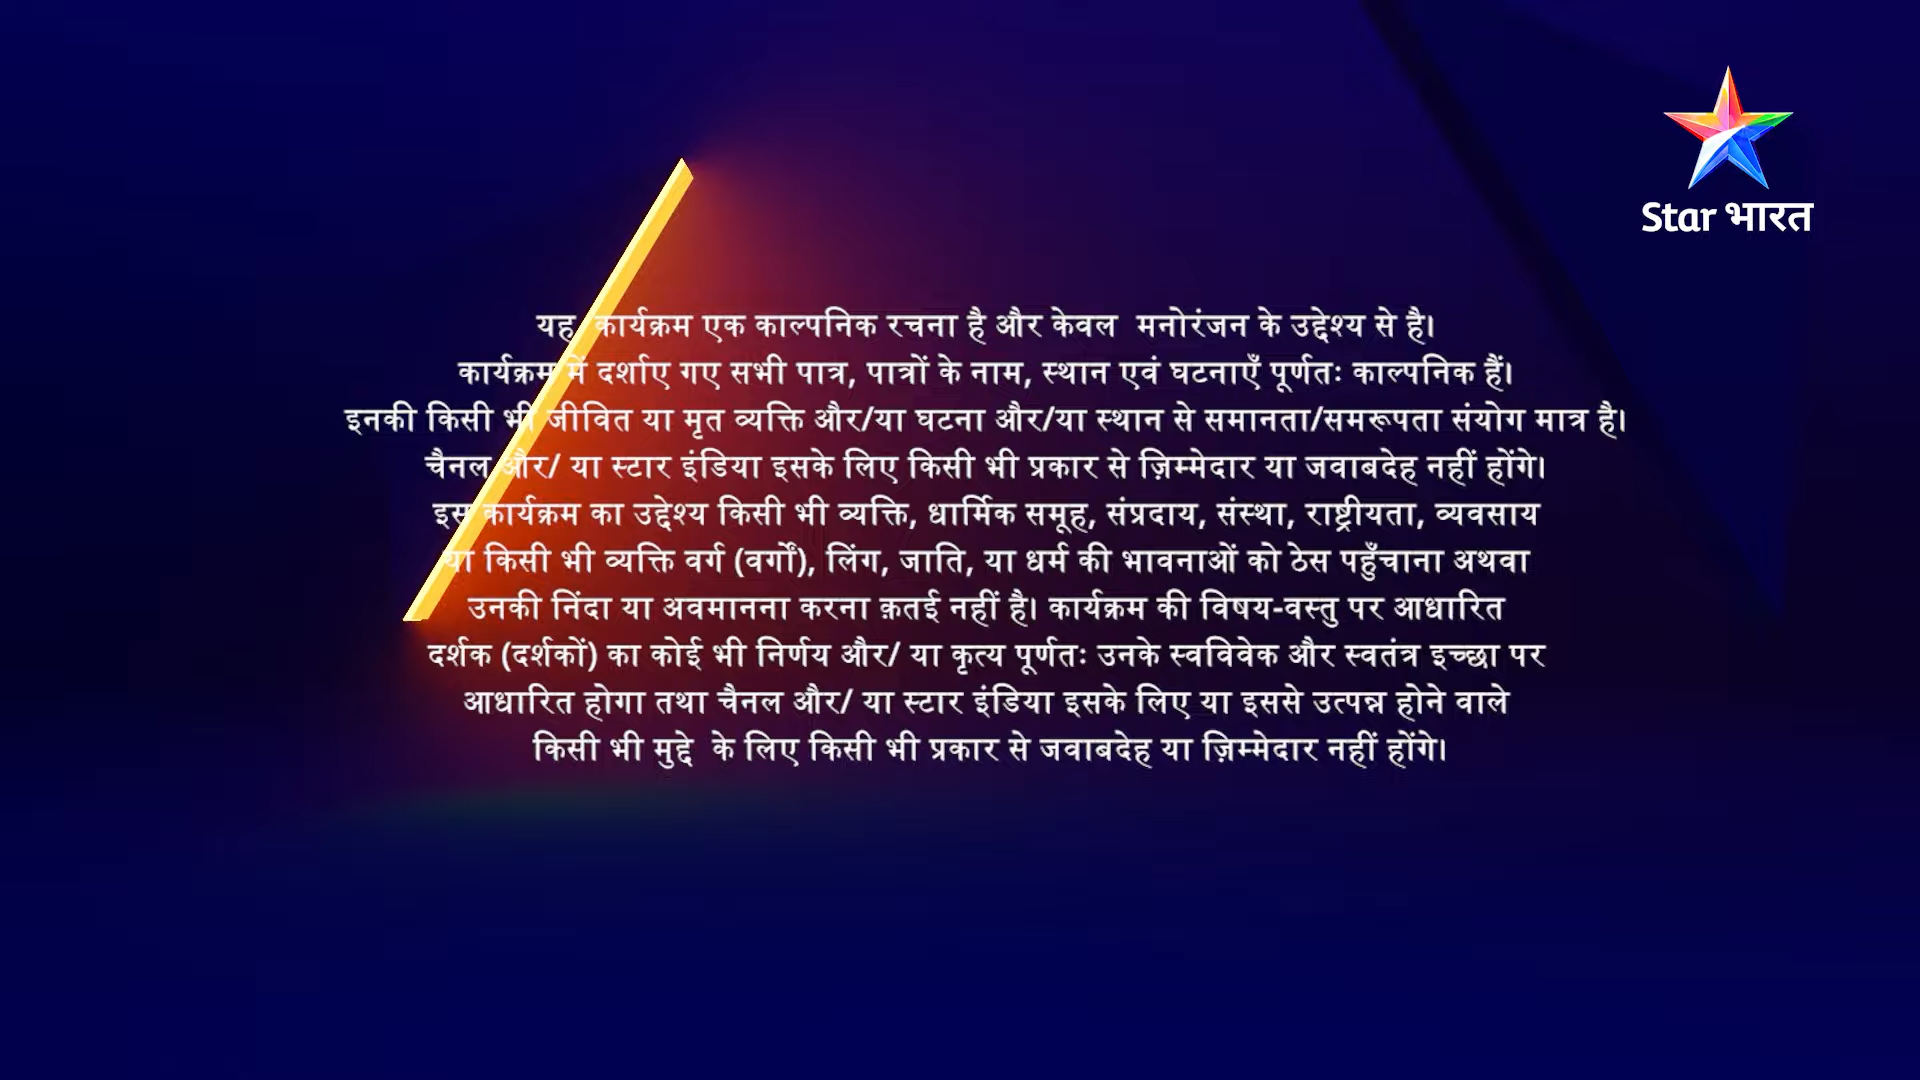 Star भारत
यह कार्यक्रम एक काल्पनिक रचना है और केवल मनोरंजन के उद्देश्य से है।
कार्यक्रम में दर्शाए गए सभी पात्र, पात्रों के नाम, स्थान एवं घटनाएँ पूर्णतः काल्पनिक हैं।
इनकी किसी भी जीवित या मृत व्यक्ति और/या घटना और/या स्थान से समानता/समरूपता संयोग मात्र है।
चैनल और/ या स्टार इंडिया इसके लिए किसी भी प्रकार से ज़िम्मेदार या जवाबदेह नहीं होंगे।
इस कार्यक्रम का उद्देश्य किसी भी व्यक्ति, धार्मिक समूह, संप्रदाय, संस्था, राष्ट्रीयता, व्यवसाय
या किसी भी व्यक्ति वर्ग (वर्गों), लिंग, जाति, या धर्म की भावनाओं को ठेस पहुँचाना अथवा
उनकी निंदा या अवमानना करना क़तई नहीं है। कार्यक्रम की विषय-वस्तु पर आधारित
दर्शक (दर्शकों) का कोई भी निर्णय और/ या कृत्य पूर्णतः उनके स्वविवेक और स्वतंत्र इच्छा पर
आधारित होगा तथा चैनल और/ या स्टार इंडिया इसके लिए या इससे उत्पन्न होने वाले
किसी भी मुद्दे के लिए किसी भी प्रकार से जवाबदेह या ज़िम्मेदार नहीं होंगे।